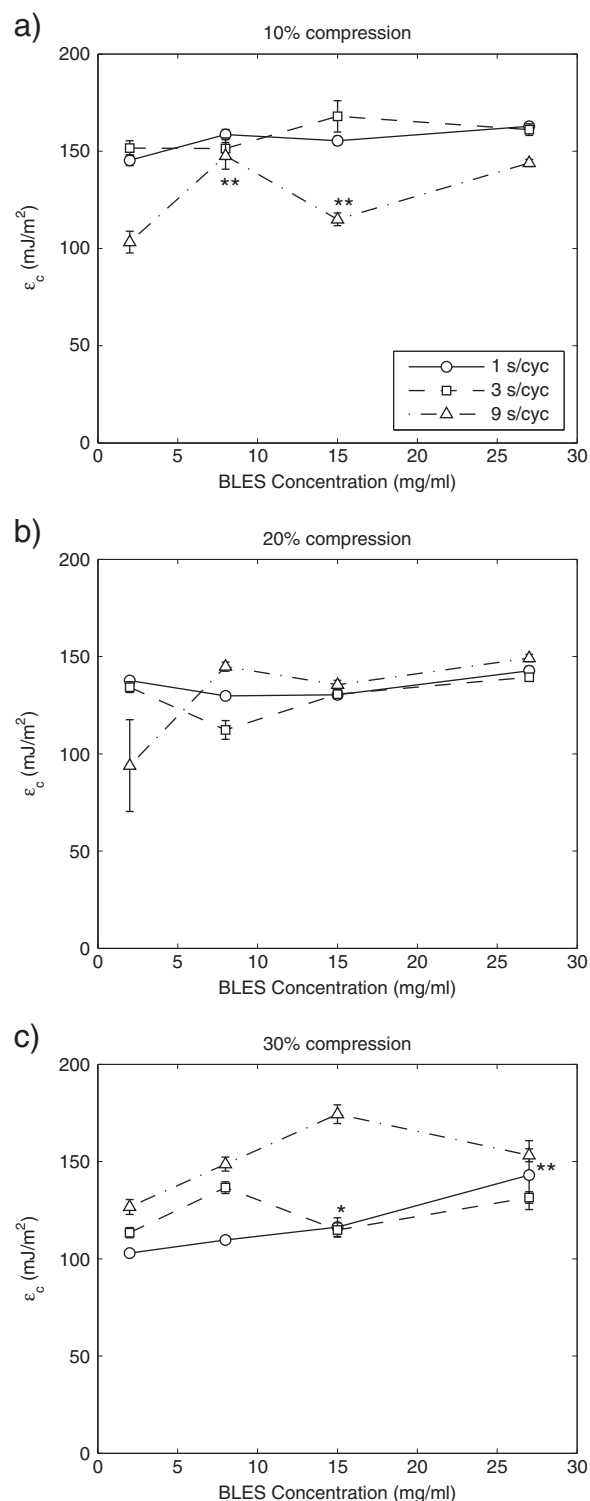 a)
10% compression
200
150
100
50
0
ε_c (mJ/m²)
**
**
1 s/cyc
3 s/cyc
9 s/cyc
0 5 10 15 20 25 30
BLES Concentration (mg/ml)
b)
20% compression
200
150
100
50
0
ε_c (mJ/m²)
0 5 10 15 20 25 30
BLES Concentration (mg/ml)
c)
30% compression
200
150
100
50
0
ε_c (mJ/m²)
*
**
0 5 10 15 20 25 30
BLES Concentration (mg/ml)